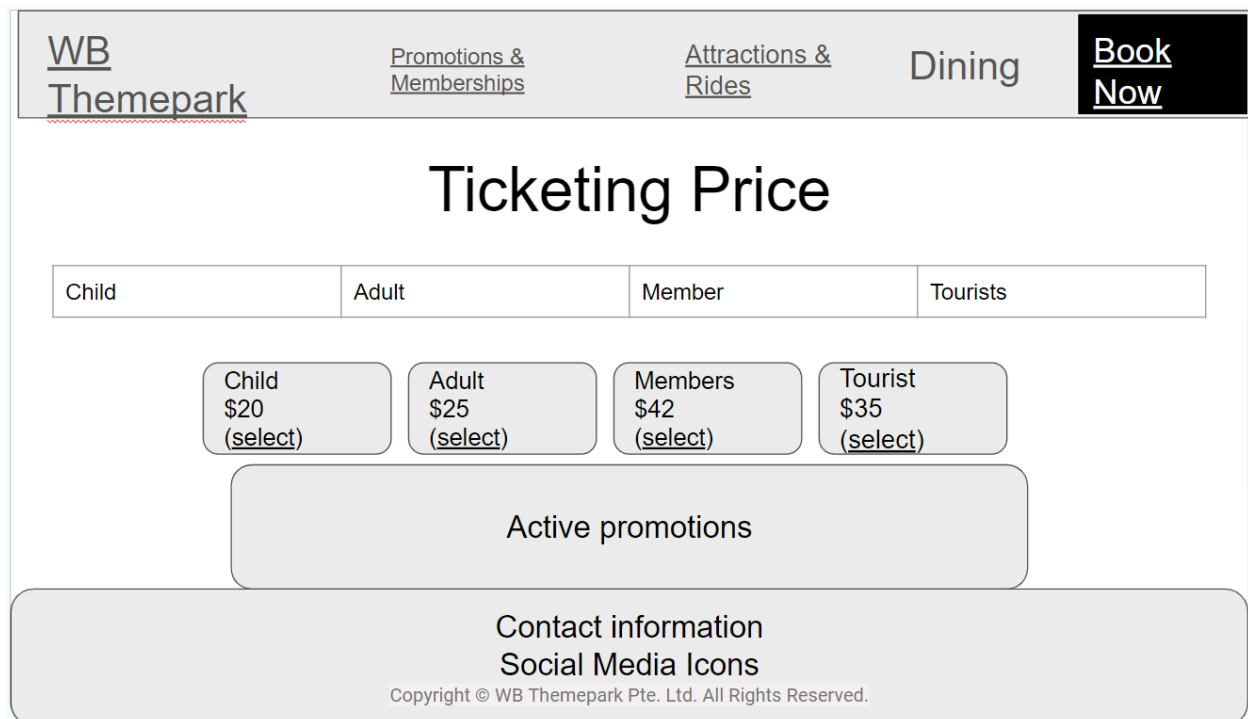 WB
Themepark
Promotions &
Memberships
Attractions &
Rides
Dining
Book
Now
Ticketing Price
Child
Adult
Member
Tourists
Child
$20
(select)
Adult
$25
(select)
Members
$42
(select)
Tourist
$35
(select)
Active promotions
Contact information
Social Media Icons
Copyright © WB Themepark Pte. Ltd. All Rights Reserved.